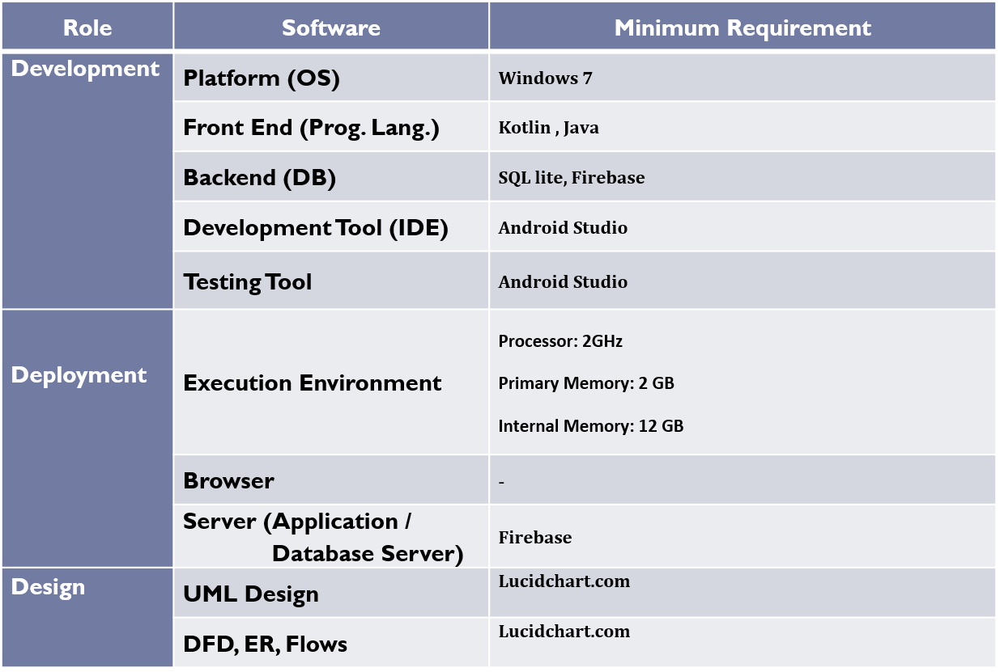 Role Software Minimum Requirement
Development
Platform (OS) Windows 7
Front End (Prog. Lang.) Kotlin , Java
Backend (DB) SQL lite, Firebase
Development Tool (IDE) Android Studio
Testing Tool Android Studio
Deployment
Execution Environment
Processor: 2GHz
Primary Memory: 2 GB
Internal Memory: 12 GB
Browser -
Server (Application /
Database Server)
Firebase
Design
UML Design Lucidchart.com
DFD, ER, Flows Lucidchart.com